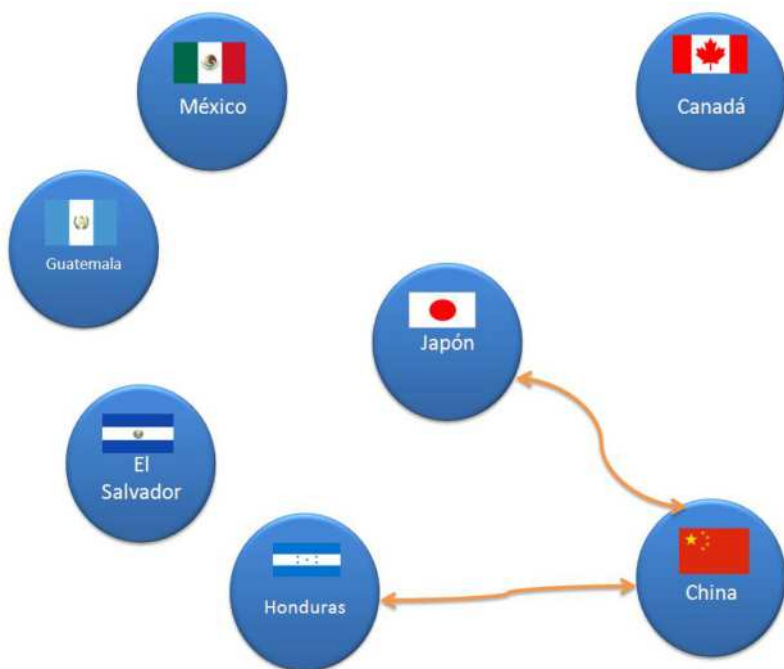 México
Canadá
Guatemala
Japón
El
Salvador
Honduras
China